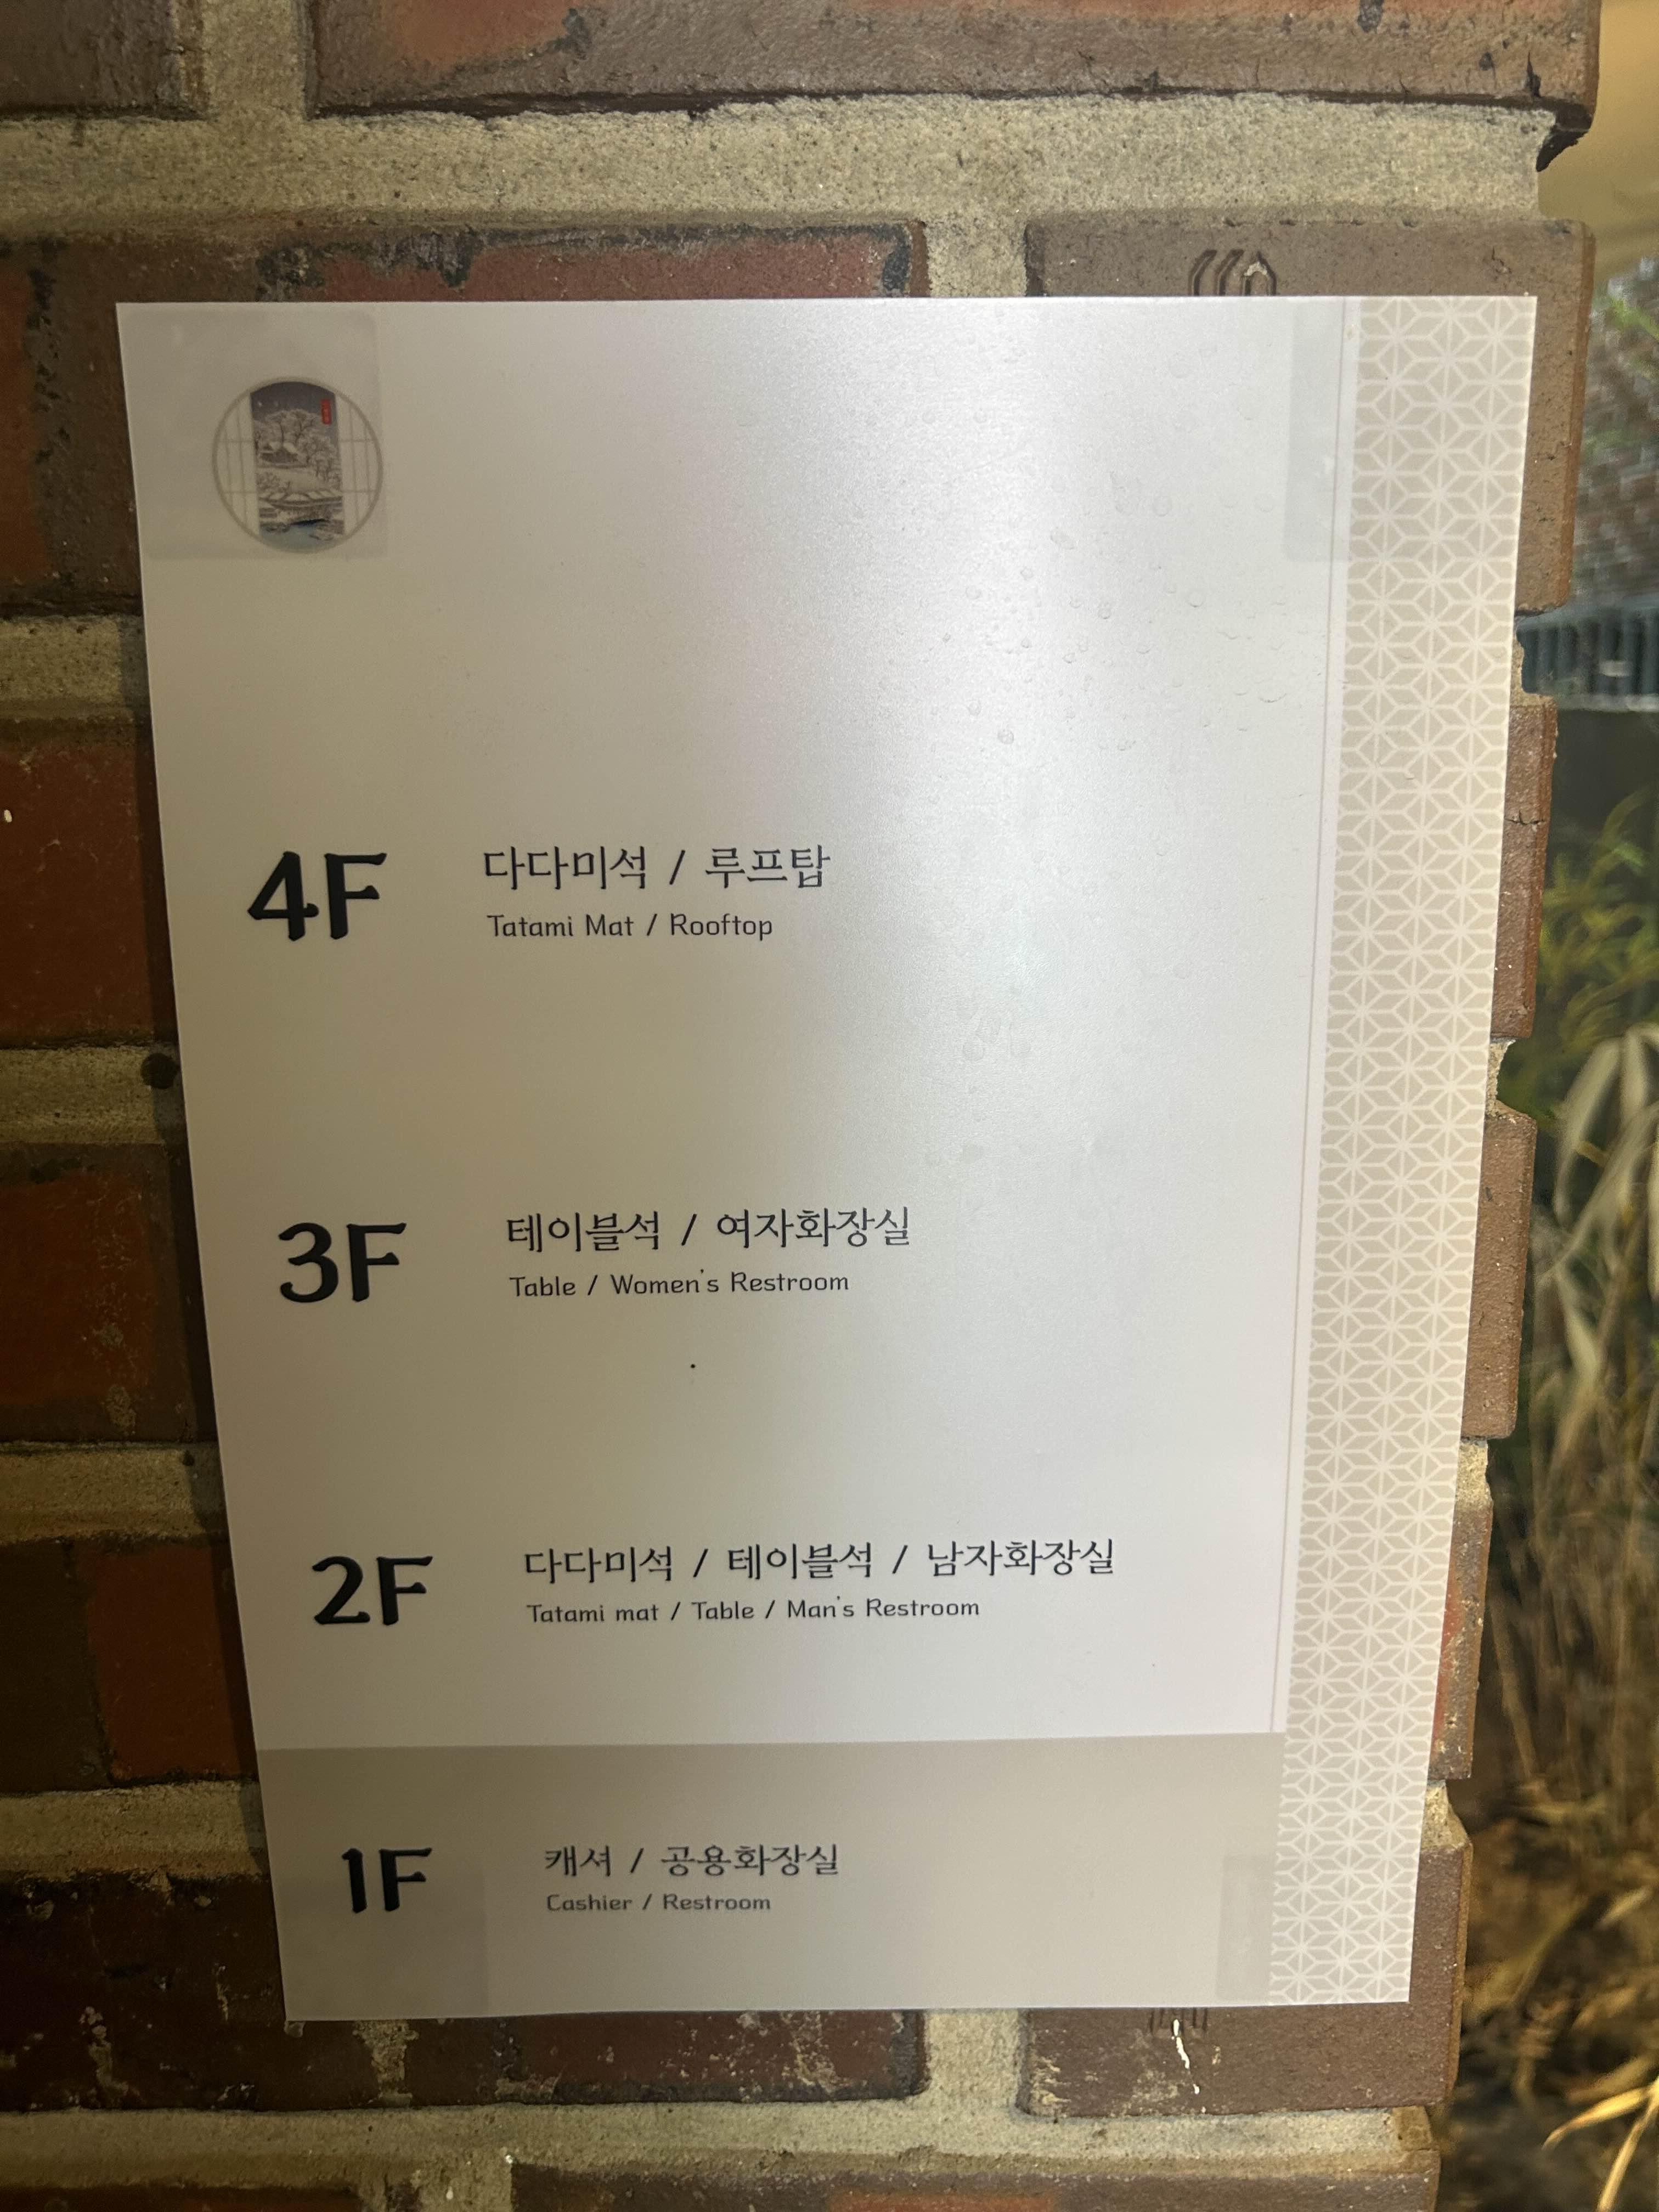 4F
다다미석 / 루프탑
Tatami Mat / Rooftop
3F
테이블석 / 여자화장실
Table / Women's Restroom
2F
다다미석 / 테이블석 / 남자화장실
Tatami mat / Table / Man's Restroom
1F
캐셔 / 공용화장실
Cashier / Restroom